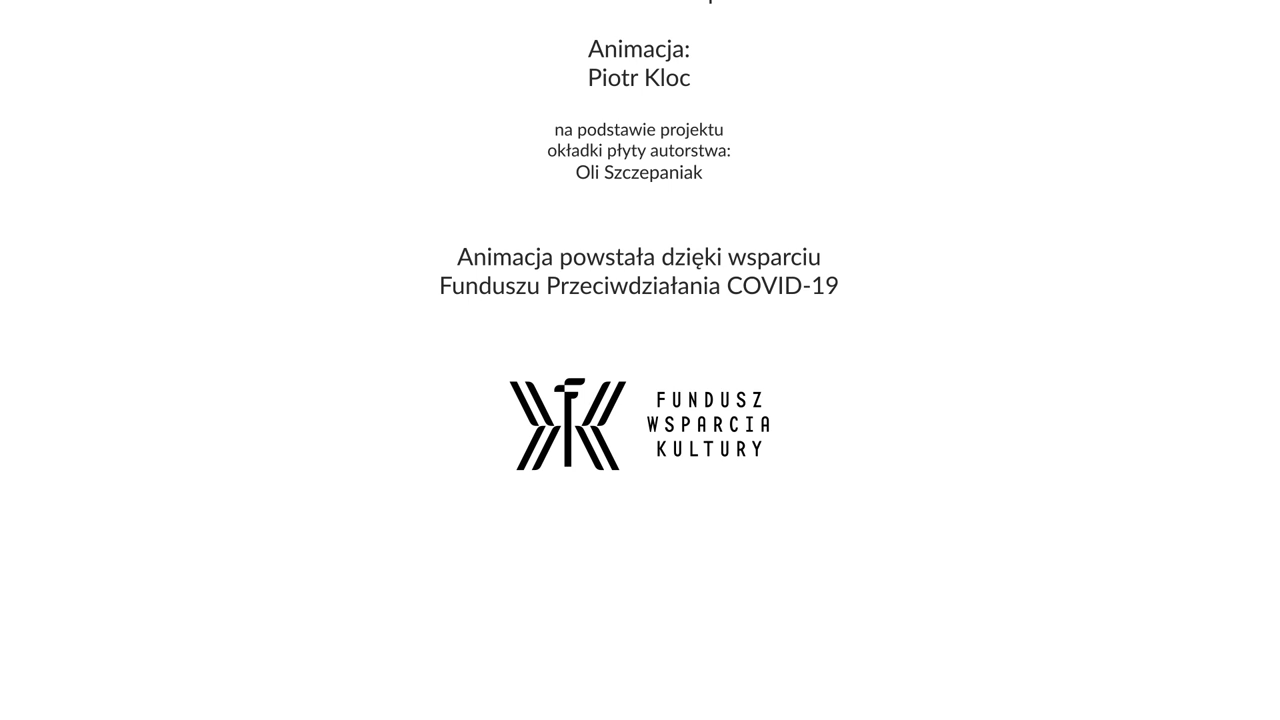 Animacja:
Piotr Kloc
na podstawie projektu
okładki płyty autorstwa:
Oli Szczepaniak
Animacja powstała dzięki wsparciu
Funduszu Przeciwdziałania COVID-19
FUNDUSZ
WSPARCIA
KULTURY